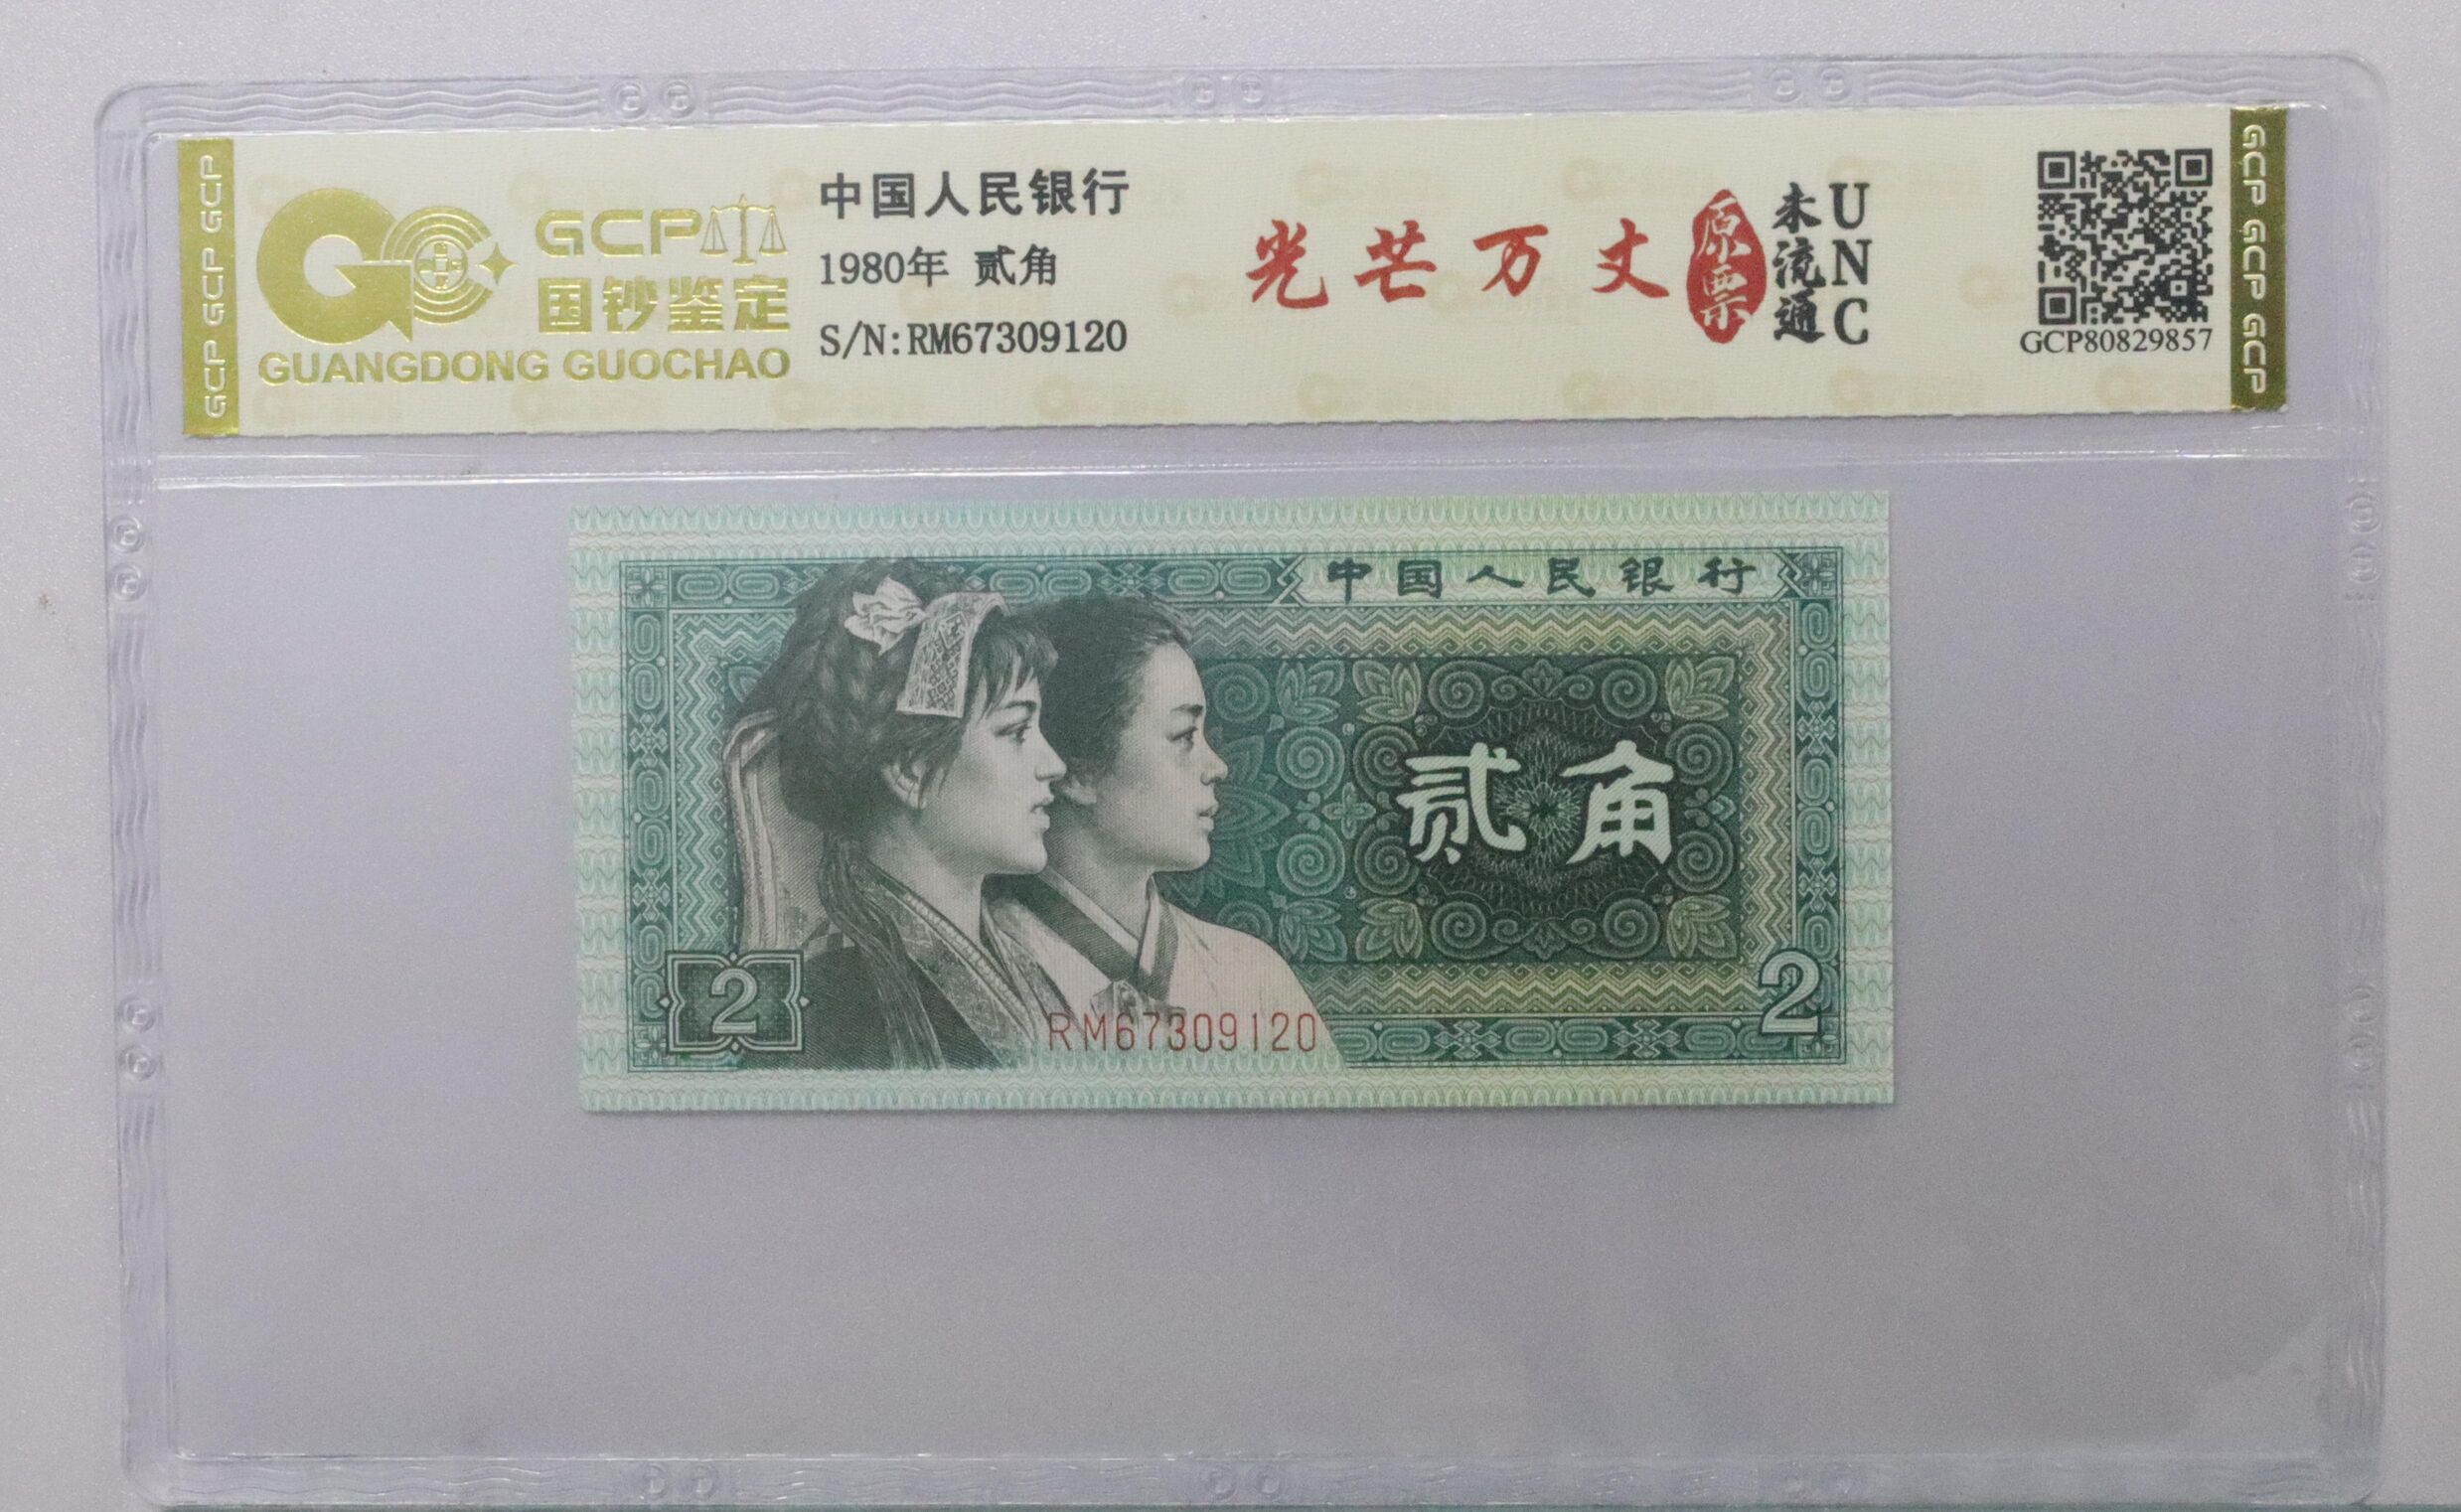 GCP GCP GCP
GCP
国钞鉴定
GUANGDONG GUOCHAO
中国人民银行
1980年 贰角
S/N:RM67309120
光芒万丈
原票
未流通
UNC
GCP80829857
GCP GCP GCP
中国人民银行
贰角
2
2
RM67309120